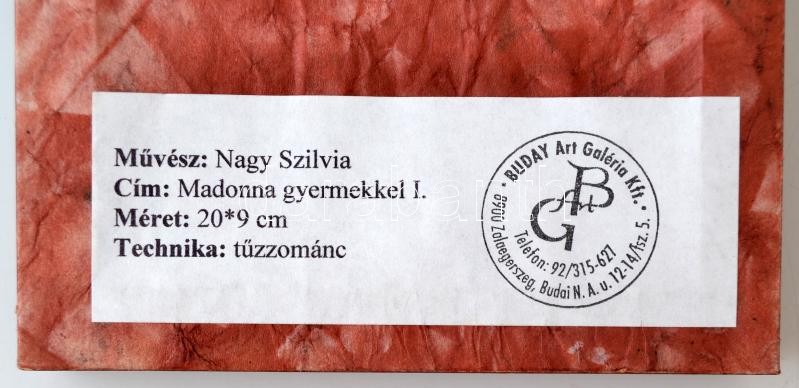 Művész: Nagy Szilvia
Cím: Madonna gyermekkel I.
Méret: 20*9 cm
Technika: tűzzománc
• BUDAY Art Galéria Kft. •
B Art G
Telefon: 92/315-627
8900 Zalaegerszeg, Budai N. A. u. 12-14/fsz. 5.